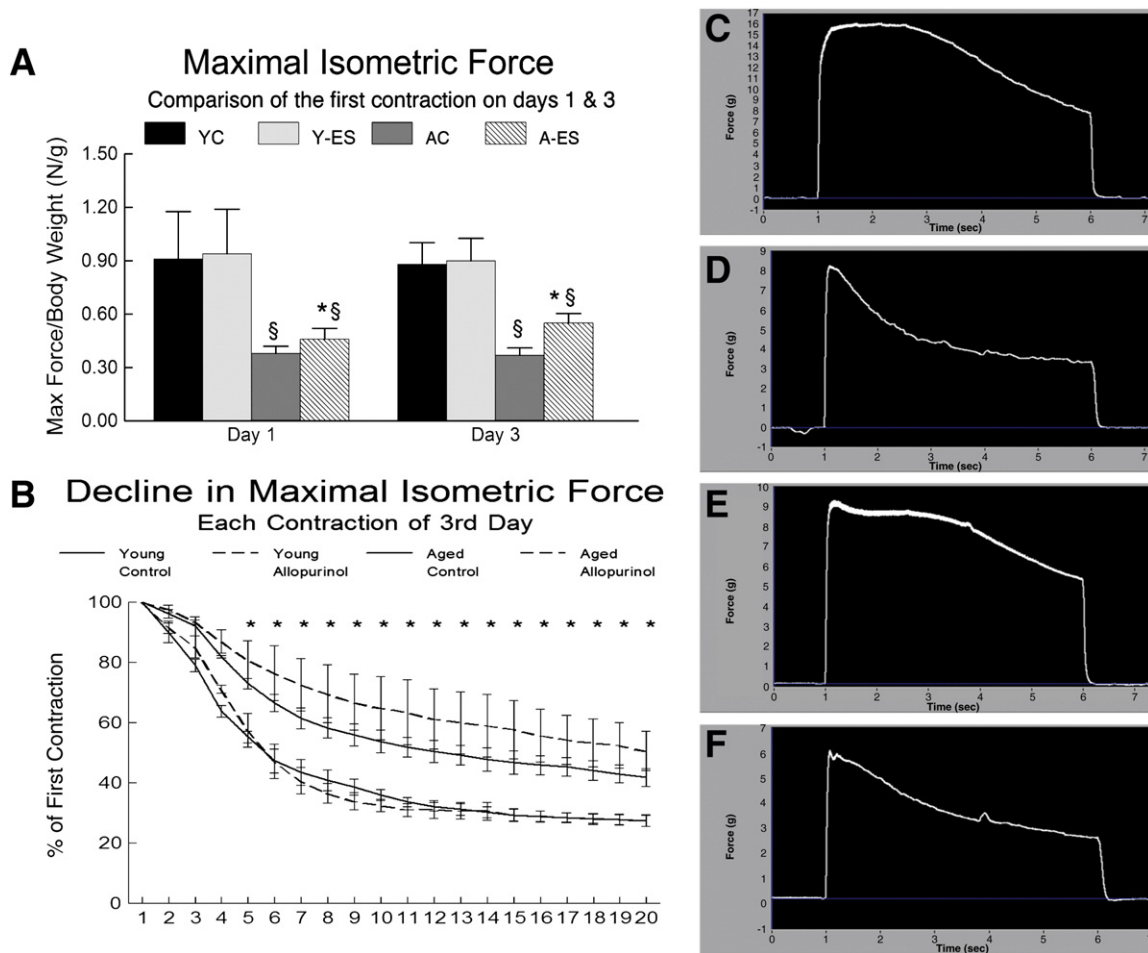 A
Maximal Isometric Force
Comparison of the first contraction on days 1 & 3
YC Y-ES AC A-ES
Max Force/Body Weight (N/g)
1.50
1.20
0.90
0.60
0.30
0.00
§ * § § * §
Day 1 Day 3
B
Decline in Maximal Isometric Force
Each Contraction of 3rd Day
Young Control Young Allopurinol Aged Control Aged Allopurinol
% of First Contraction
100
80
60
40
20
0
* * * * * * * * * * * * * * * *
1 2 3 4 5 6 7 8 9 10 11 12 13 14 15 16 17 18 19 20
C
Force (g)
17
16
15
14
13
12
11
10
9
8
7
6
5
4
3
2
1
0
-1
0 1 2 3 4 5 6 7
Time (sec)
D
Force (g)
9
8
7
6
5
4
3
2
1
0
-1
0 1 2 3 4 5 6 7
Time (sec)
E
Force (g)
10
9
8
7
6
5
4
3
2
1
0
0 1 2 3 4 5 6 7
Time (sec)
F
Force (g)
7
6
5
4
3
2
1
0
-1
0 1 2 3 4 5 6 7
Time (sec)